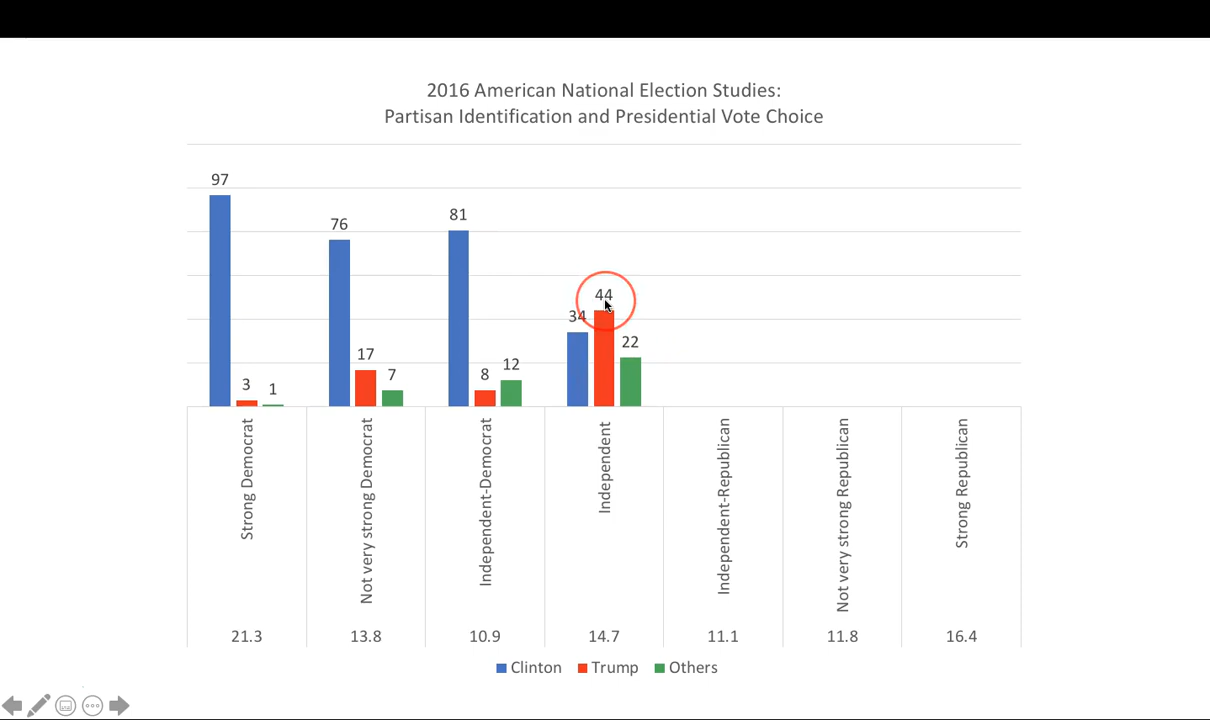 2016 American National Election Studies:
Partisan Identification and Presidential Vote Choice
97
3
1
76
17
7
81
8
12
34
44
22
Strong Democrat
Not very strong Democrat
Independent-Democrat
Independent
Independent-Republican
Not very strong Republican
Strong Republican
21.3
13.8
10.9
14.7
11.1
11.8
16.4
Clinton
Trump
Others